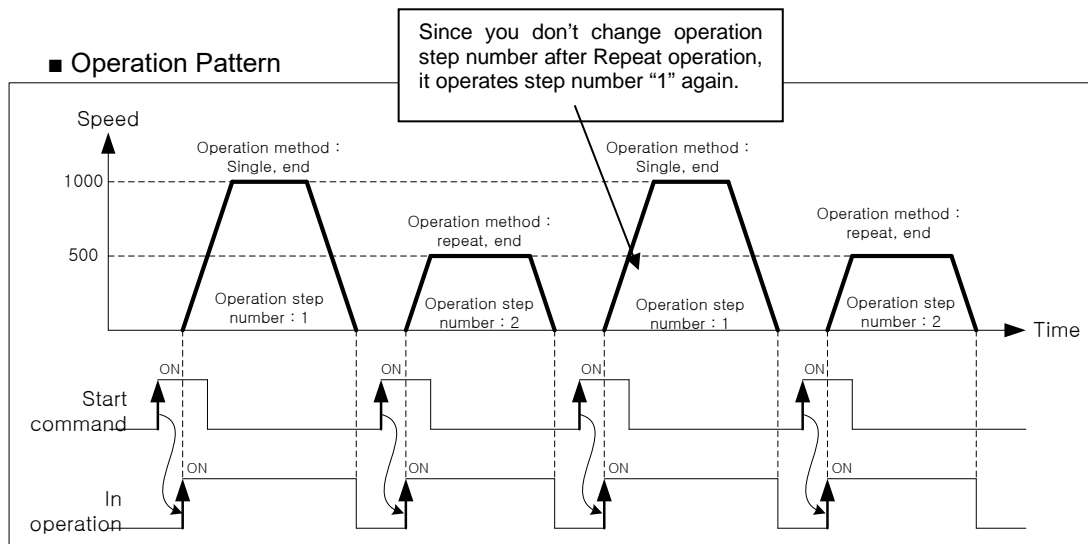 Since you don't change operation
step number after Repeat operation,
it operates step number "1" again.
■ Operation Pattern
Speed
Operation method :
Single, end
Operation method :
Single, end
1000
Operation method :
repeat, end
Operation method :
repeat, end
500
Operation step
number : 1
Operation step
number : 2
Operation step
number : 1
Operation step
number : 2
Time
ON
ON
ON
ON
Start
command
ON
ON
ON
ON
In
operation